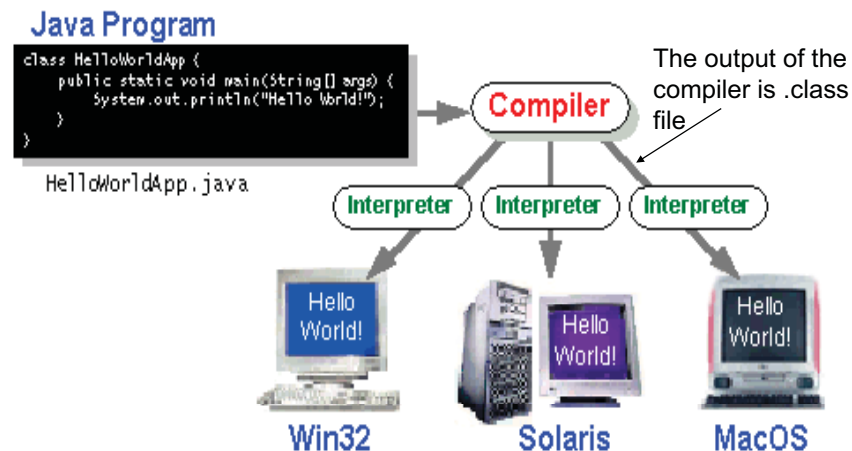 Java Program
class HelloWorldApp {
public static void main(String[] args) {
System.out.println("Hello World!");
}
}
HelloWorldApp.java
Compiler
The output of the
compiler is .class
file
Interpreter
Interpreter
Interpreter
Hello
World!
Hello
World!
Hello
World!
Win32
Solaris
MacOS